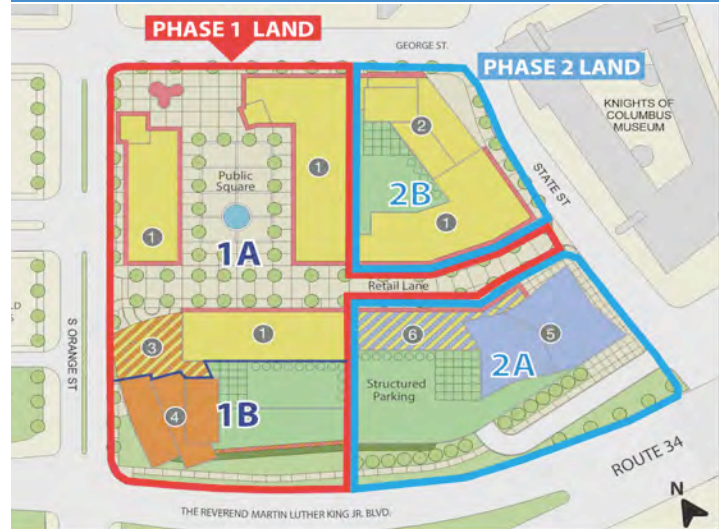 PHASE 1 LAND
GEORGE ST.
PHASE 2 LAND
KNIGHTS OF
COLUMBUS
MUSEUM
2
1
Public
Square
STATE ST
2B
1
1
1
1A
Retail Lane
S ORANGE ST
3
1
6
5
2A
4
1B
Structured
Parking
ROUTE 34
N
THE REVEREND MARTIN LUTHER KING JR. BLVD.